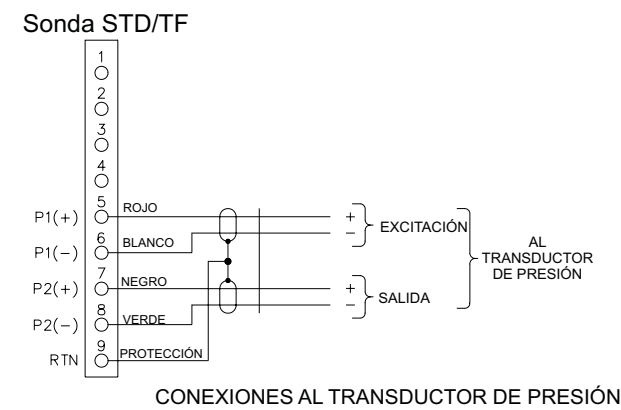 Sonda STD/TF
1
2
3
4
5
P1(+) ROJO + EXCITACIÓN
6
P1(−) BLANCO −
AL
TRANSDUCTOR
DE PRESIÓN
7
P2(+) NEGRO + SALIDA
8
P2(−) VERDE −
9
RTN PROTECCIÓN
CONEXIONES AL TRANSDUCTOR DE PRESIÓN